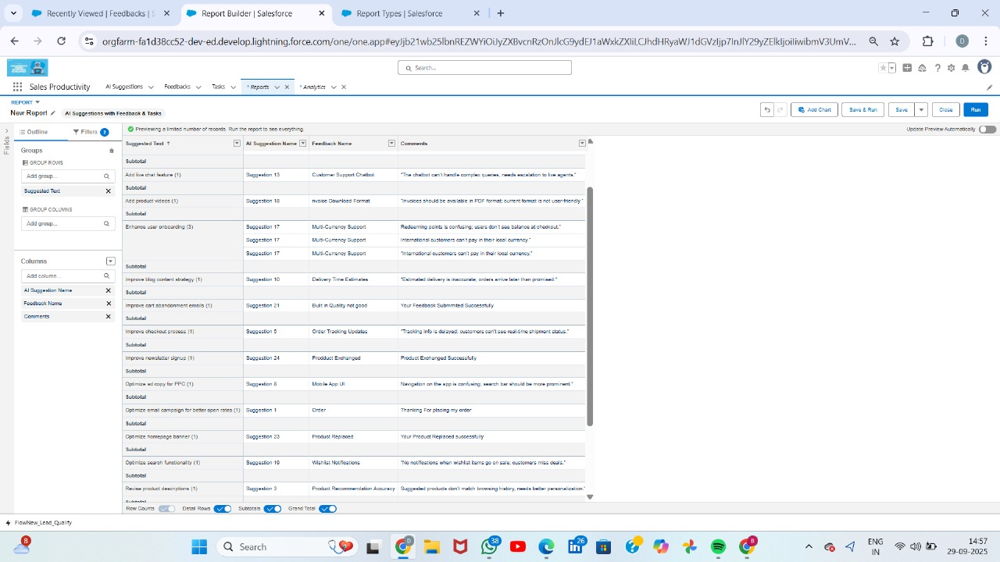 Recently Viewed | Feedbacks | S
Report Builder | Salesforce
Report Types | Salesforce
orgfarm-fa1d38cc52-dev-ed.develop.lightning.force.com/one/one.app#eyJjb21wb25lbnREZWYiOiJyZXBvcnRzOnJlcG9ydEJ1aWxkZXIiLCJhdHRyaWJ1dGVzIjp7InJlY29yZElkIjoiIiwibmV3UmV...
D
Search...
Sales Productivity
AI Suggestions
Feedbacks
Tasks
* Reports
* Analytics
REPORT
New Report
AI Suggestions with Feedback & Tasks
Add Chart
Save & Run
Save
Close
Run
Fields
Outline
Filters 2
Previewing a limited number of records. Run the report to see everything.
Update Preview Automatically
Groups
GROUP ROWS
Add group...
Suggested Text
GROUP COLUMNS
Add group...
Columns
Add column...
AI Suggestion Name
Feedback Name
Comments
Suggested Text ↑ AI Suggestion Name Feedback Name Comments
Subtotal
Add live chat feature (1) Suggestion 13 Customer Support Chatbot "The chatbot can't handle complex queries, needs escalation to live agents."
Subtotal
Add product videos (1) Suggestion 18 nvoice Download Format "Invoices should be available in PDF format; current format is not user-friendly."
Subtotal
Enhance user onboarding (3) Suggestion 17 Multi-Currency Support Redeeming points is confusing; users don't see balance at checkout."
Suggestion 17 Multi-Currency Support International customers can't pay in their local currency."
Suggestion 17 Multi-Currency Support "International customers can't pay in their local currency."
Subtotal
Improve blog content strategy (1) Suggestion 10 Delivery Time Estimates "Estimated delivery is inaccurate; orders arrive later than promised."
Subtotal
Improve cart abandonment emails (1) Suggestion 21 Built in Quality not good Your Feedback Submmited Successfully
Subtotal
Improve checkout process (1) Suggestion 5 Order Tracking Updates "Tracking info is delayed; customers can't see real-time shipment status."
Subtotal
Improve newsletter signup (1) Suggestion 24 Prodduct Exchanged Product Exchanged Successfully
Subtotal
Optimize ad copy for PPC (1) Suggestion 8 Mobile App UI Navigation on the app is confusing; search bar should be more prominent."
Subtotal
Optimize email campaign for better open rates (1) Suggestion 1 Order Thanking For placing my order
Subtotal
Optimize homepage banner (1) Suggestion 23 Product Replaced Your Product Replaced successfully
Subtotal
Optimize search functionality (1) Suggestion 19 Wishlist Notifications "No notifications when wishlist items go on sale; customers miss deals."
Subtotal
Revise product descriptions (1) Suggestion 3 Product Recommendation Accuracy Suggested products don't match browsing history, needs better personalization."
Subtotal
Row Counts
Detail Rows
Subtotals
Grand Total
FlowNew_Lead_Qualify
8
Search
38
26
8
ENG
IN
14:57
29-09-2025